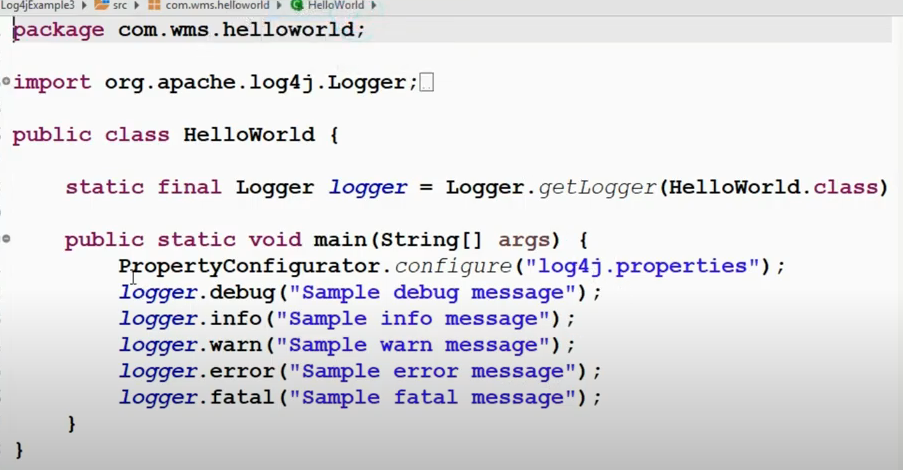 Log4jExample3 src com.wms.helloworld HelloWorld
package com.wms.helloworld;
import org.apache.log4j.Logger;
public class HelloWorld {
static final Logger logger = Logger.getLogger(HelloWorld.class)
public static void main(String[] args) {
PropertyConfigurator.configure("log4j.properties");
logger.debug("Sample debug message");
logger.info("Sample info message");
logger.warn("Sample warn message");
logger.error("Sample error message");
logger.fatal("Sample fatal message");
}
}